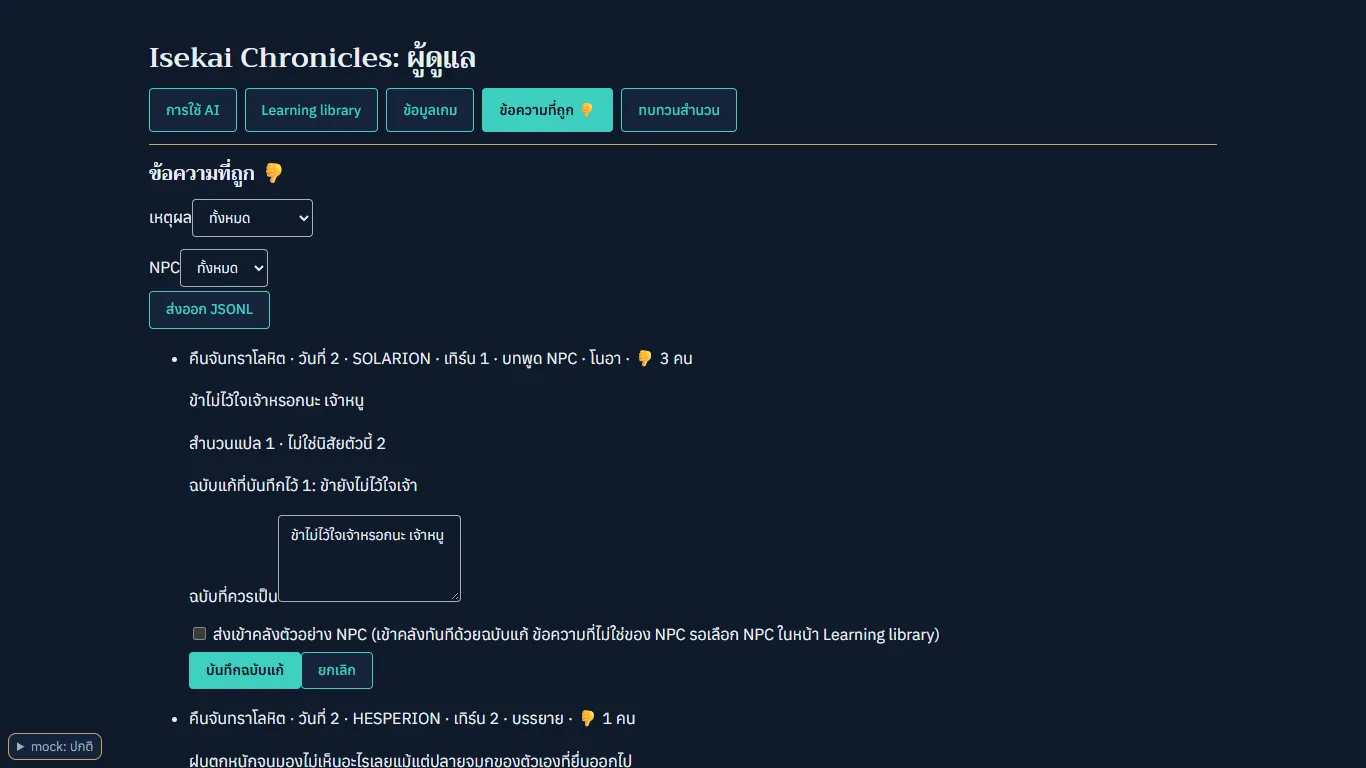 Isekai Chronicles: ผู้ดูแล
การใช้ AI
Learning library
ข้อมูลเกม
ข้อความที่ถูก 👎
ทบทวนสำนวน
ข้อความที่ถูก 👎
เหตุผล ทั้งหมด
NPC ทั้งหมด
ส่งออก JSONL
• คืนจันทราโลหิต · วันที่ 2 · SOLARION · เทิร์น 1 · บทพูด NPC · โนอา · 👎 3 คน
ข้าไม่ไว้ใจเจ้าหรอกนะ เจ้าหนู
สำนวนแปล 1 · ไม่ใช่นิสัยตัวนี้ 2
ฉบับแก้ที่บันทึกไว้ 1: ข้ายังไม่ไว้ใจเจ้า
ข้าไม่ไว้ใจเจ้าหรอกนะ เจ้าหนู
ฉบับที่ควรเป็น
ส่งเข้าคลังตัวอย่าง NPC (เข้าคลังทันทีด้วยฉบับแก้ ข้อความที่ไม่ใช่ของ NPC รอเลือก NPC ในหน้า Learning library)
บันทึกฉบับแก้
ยกเลิก
• คืนจันทราโลหิต · วันที่ 2 · HESPERION · เทิร์น 2 · บรรยาย · 👎 1 คน
▶ mock: ปกติ
ฝนตกหนักจนมองไม่เห็นอะไรเลยแม้แต่ปลายจมูกของตัวเองที่ยื่นออกไป